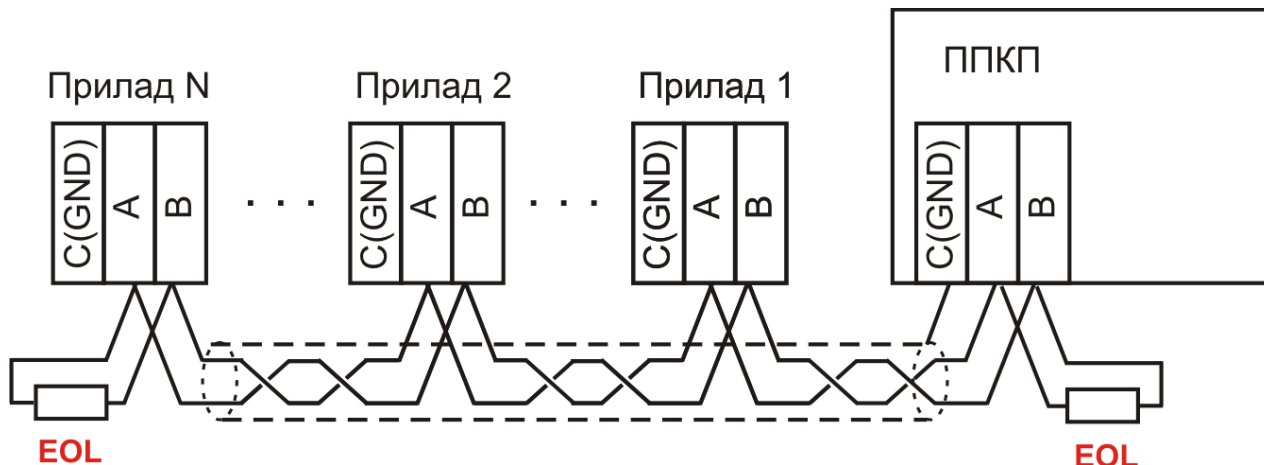 ППКП
Прилад N
Прилад 2
Прилад 1
C(GND)
A
B
. . .
C(GND)
A
B
. . .
C(GND)
A
B
C(GND)
A
B
EOL
EOL